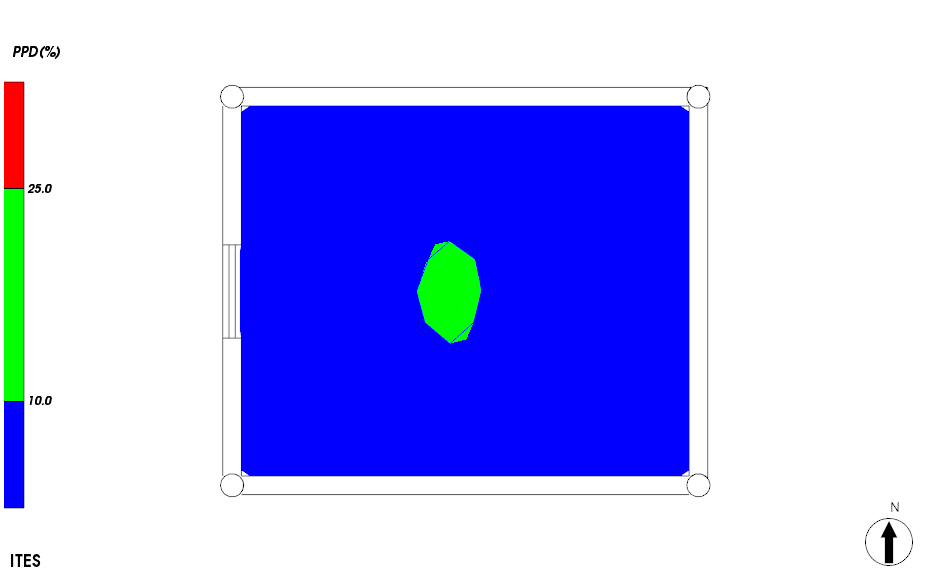 PPD(%)
25.0
10.0
N
ITES